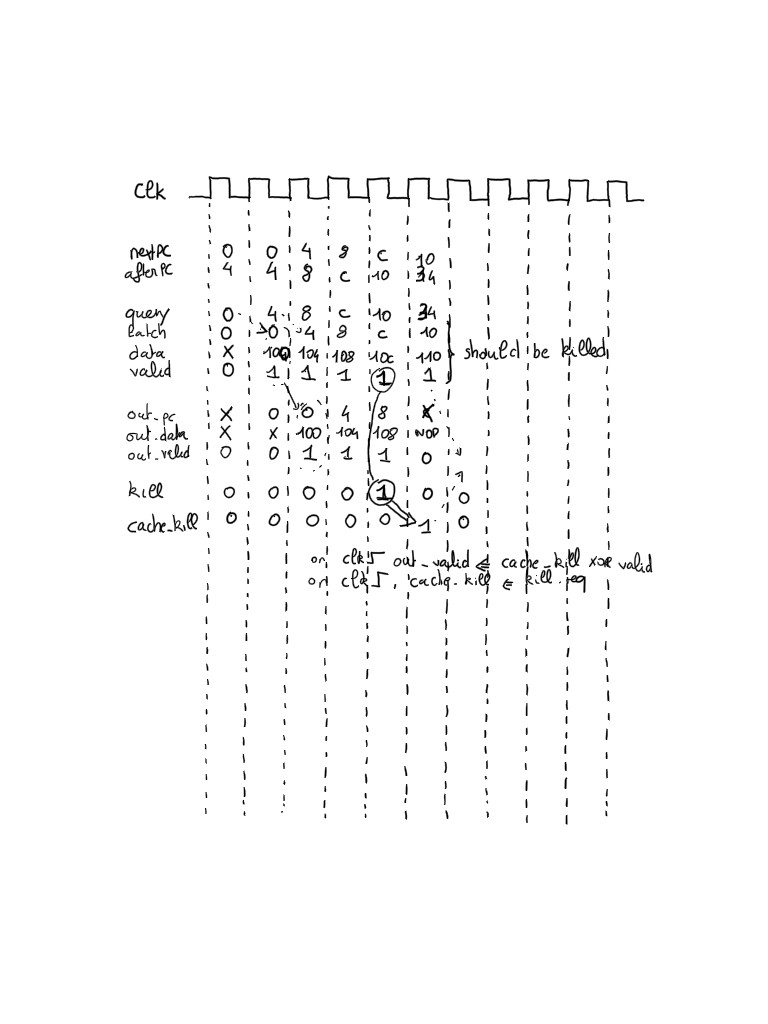 clk
nextPC 0 0 4 8 c 10
afterPC 4 4 8 c 10 34
query 0 4 8 c 10 34
latch 0 0 4 8 c 10
data x 100 104 108 10c 110 should be killed
valid 0 1 1 1 1 1
out_pc x 0 0 4 8 x
out_data x x 100 104 108 NOP
out_valid 0 0 1 1 1 0
kill 0 0 0 0 1 0 0
cache_kill 0 0 0 0 0 1 0
on clk out_valid ⇐ cache_kill xor valid
on clk, cache_kill ⇐ kill_req